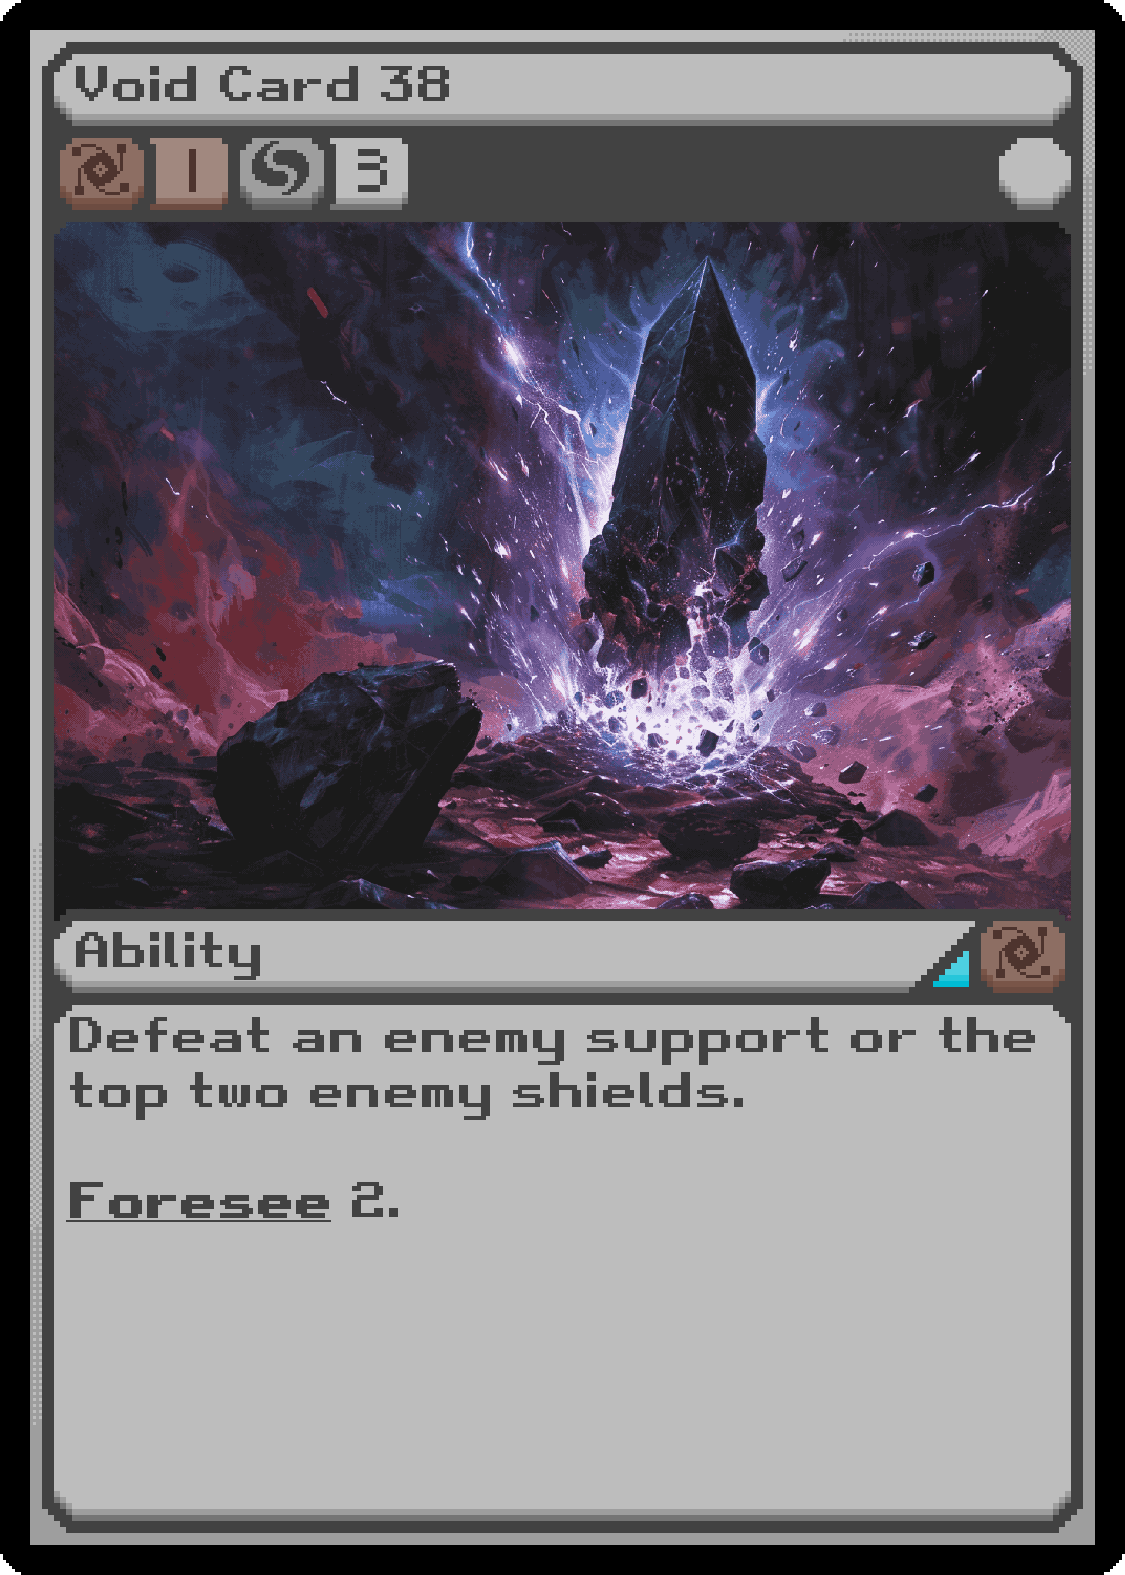 Void Card 38
1 3
Ability
Defeat an enemy support or the
top two enemy shields.
Foresee 2.